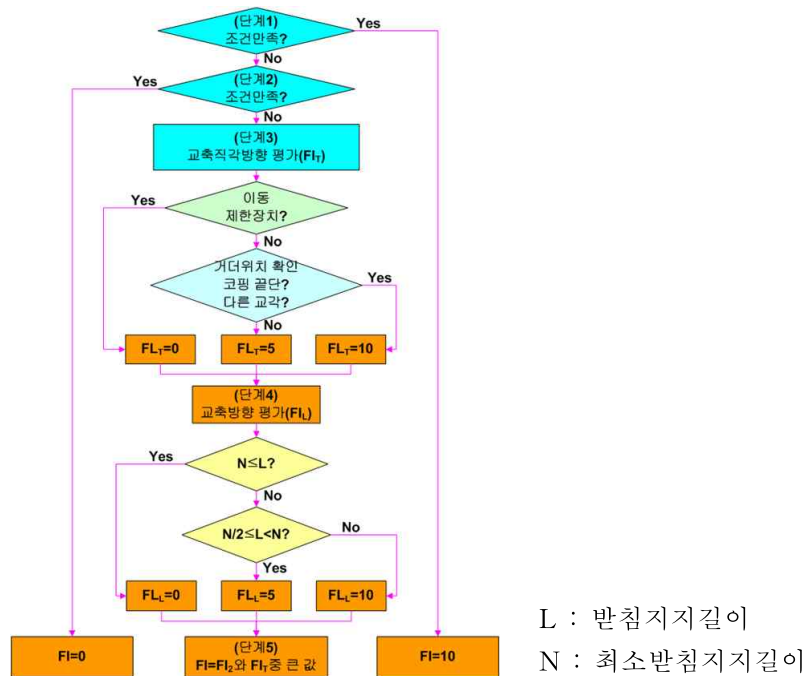 (단계1)
조건만족?
Yes
No
(단계2)
조건만족?
Yes
No
(단계3)
교축직각방향 평가(FI_T)
이동
제한장치?
Yes
No
거더위치 확인
코핑 끝단?
다른 교각?
Yes
No
FL_T=0
FL_T=5
FL_T=10
(단계4)
교축방향 평가(FI_L)
N≦L?
Yes
No
N/2≦L<N?
No
Yes
FL_L=0
FL_L=5
FL_L=10
FI=0
(단계5)
FI=FI_2와 FI_T중 큰 값
FI=10
L : 받침지지길이
N : 최소받침지지길이